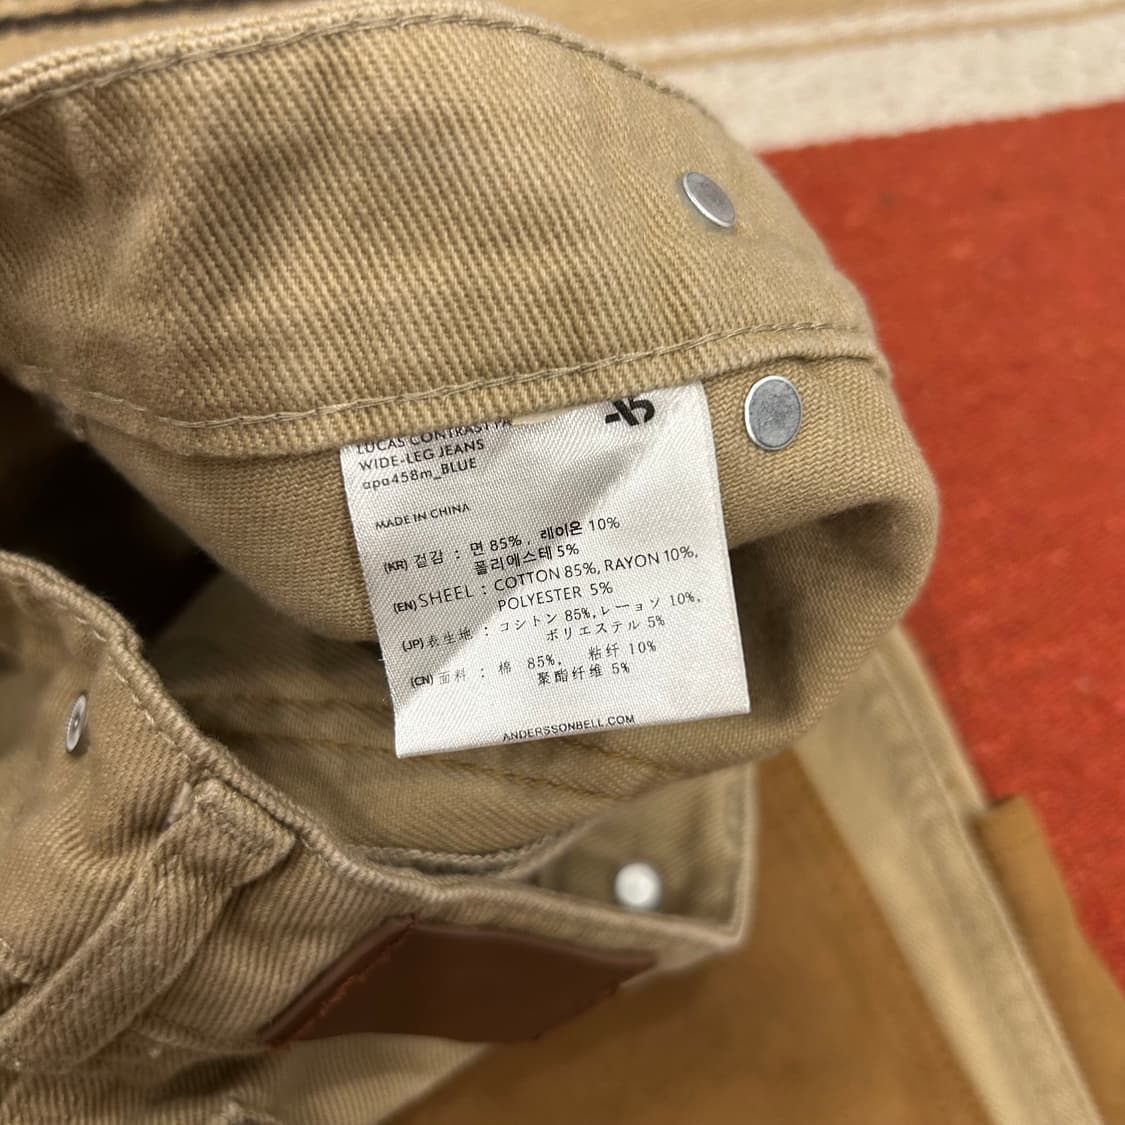 LUCAS CONTRAST PA
WIDE-LEG JEANS
apa458m_BLUE
MADE IN CHINA
(KR) 겉감 : 면 85% , 레이온 10%
폴리에스테 5%
(EN) SHEEL : COTTON 85%, RAYON 10%,
POLYESTER 5%
(JP) 表生地 : コシトン 85%,レーョソ 10%,
ボリエステル 5%
(CN) 面料 : 棉 85%, 粘纤 10%
聚酯纤维 5%
ANDERSSONBELL.COM